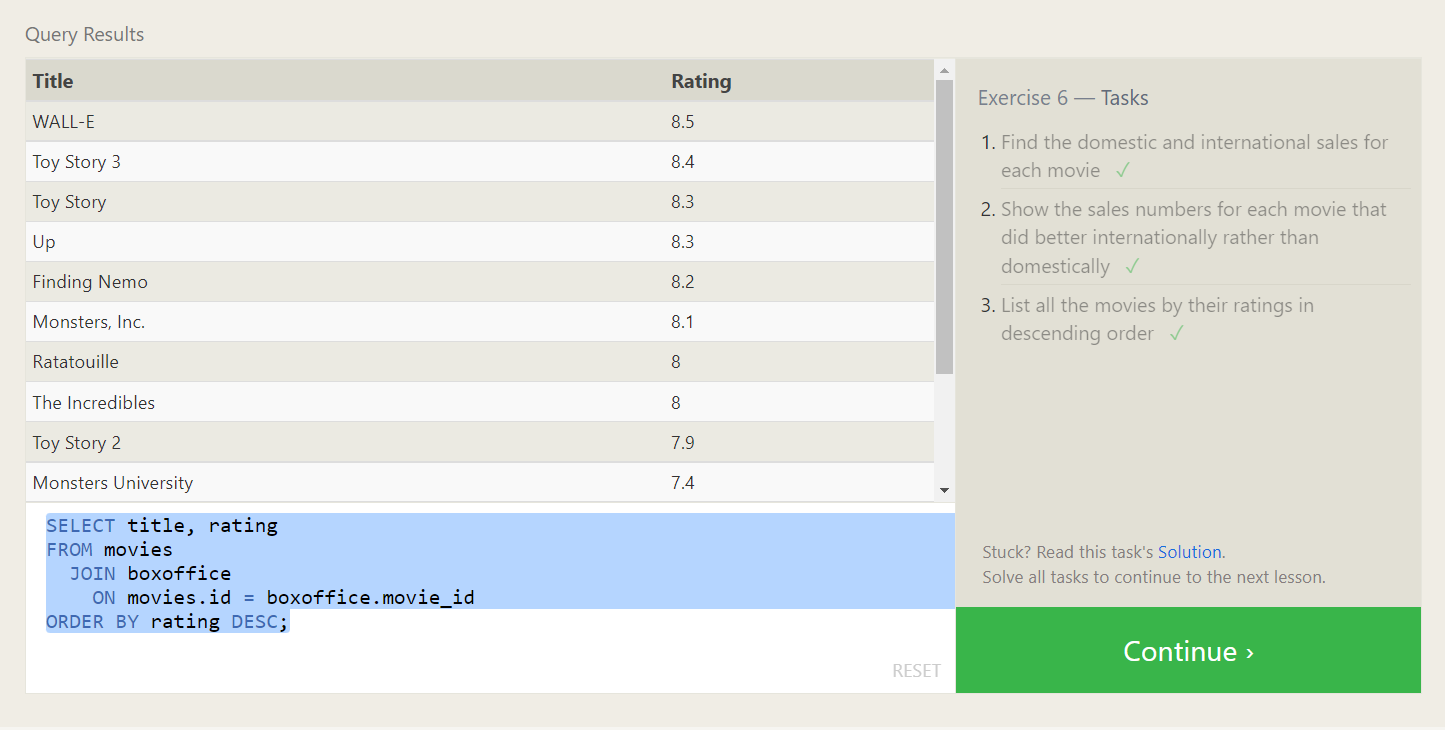 Query Results
Title Rating
WALL-E 8.5
Toy Story 3 8.4
Toy Story 8.3
Up 8.3
Finding Nemo 8.2
Monsters, Inc. 8.1
Ratatouille 8
The Incredibles 8
Toy Story 2 7.9
Monsters University 7.4
SELECT title, rating
FROM movies
  JOIN boxoffice
    ON movies.id = boxoffice.movie_id
ORDER BY rating DESC;
RESET
Exercise 6 — Tasks
1. Find the domestic and international sales for
each movie ✓
2. Show the sales numbers for each movie that
did better internationally rather than
domestically ✓
3. List all the movies by their ratings in
descending order ✓
Stuck? Read this task's Solution.
Solve all tasks to continue to the next lesson.
Continue ›